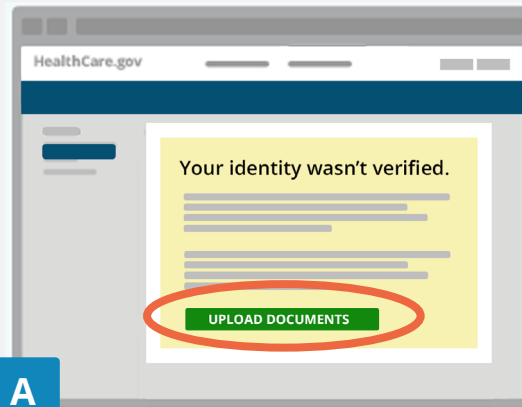 HealthCare.gov
Your identity wasn’t verified.
UPLOAD DOCUMENTS
A